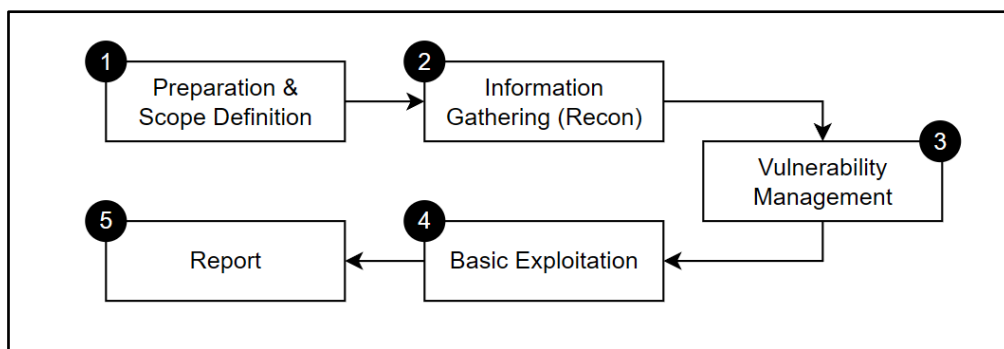 1
Preparation &
Scope Definition
2
Information
Gathering (Recon)
3
Vulnerability
Management
4
Basic Exploitation
5
Report